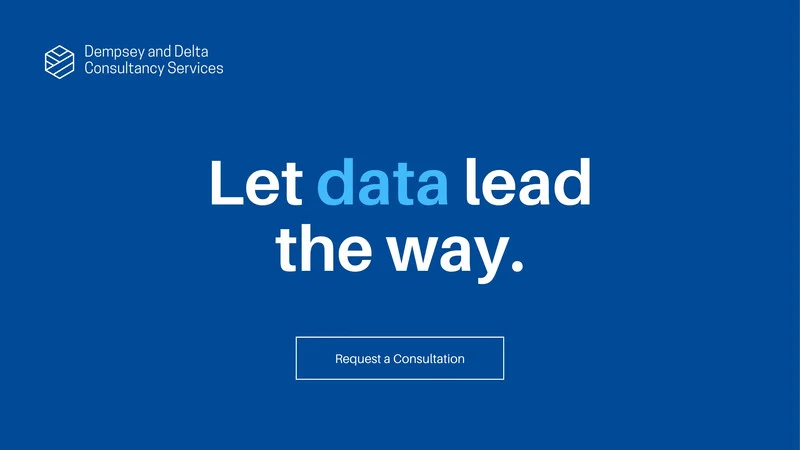 Dempsey and Delta
Consultancy Services
Let data lead
the way.
Request a Consultation